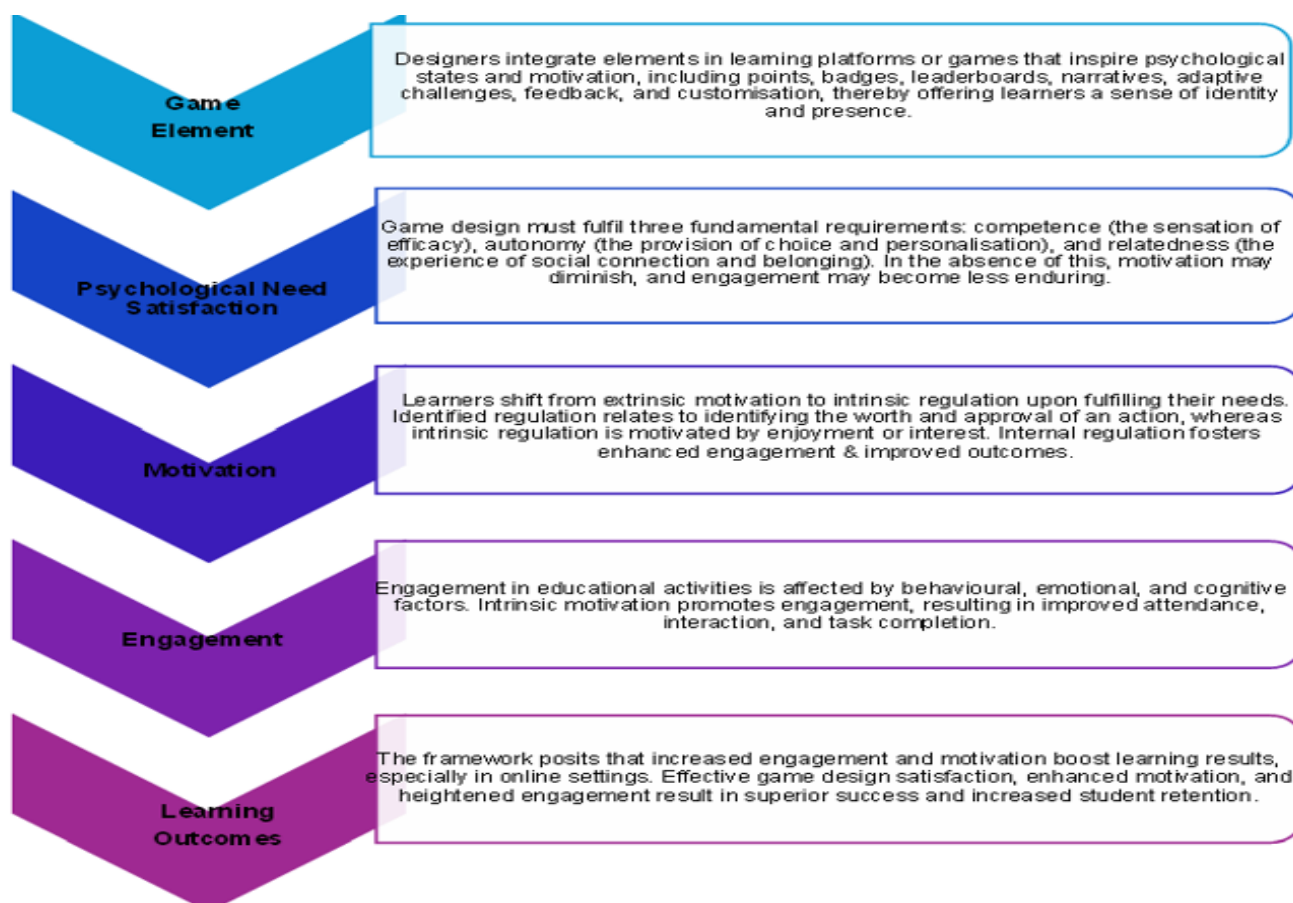 Game
Element
Designers integrate elements in learning platforms or games that inspire psychological
states and motivation, including points, badges, leaderboards, narratives, adaptive
challenges, feedback, and customisation, thereby offering learners a sense of identity
and presence.
Psychological Need
Satisfaction
Game design must fulfil three fundamental requirements: competence (the sensation of
efficacy), autonomy (the provision of choice and personalisation), and relatedness (the
experience of social connection and belonging). In the absence of this, motivation may
diminish, and engagement may become less enduring.
Motivation
Learners shift from extrinsic motivation to intrinsic regulation upon fulfilling their needs.
Identified regulation relates to identifying the worth and approval of an action, whereas
intrinsic regulation is motivated by enjoyment or interest. Internal regulation fosters
enhanced engagement & improved outcomes.
Engagement
Engagement in educational activities is affected by behavioural, emotional, and cognitive
factors. Intrinsic motivation promotes engagement, resulting in improved attendance,
interaction, and task completion.
Learning
Outcomes
The framework posits that increased engagement and motivation boost learning results,
especially in online settings. Effective game design satisfaction, enhanced motivation, and
heightened engagement result in superior success and increased student retention.